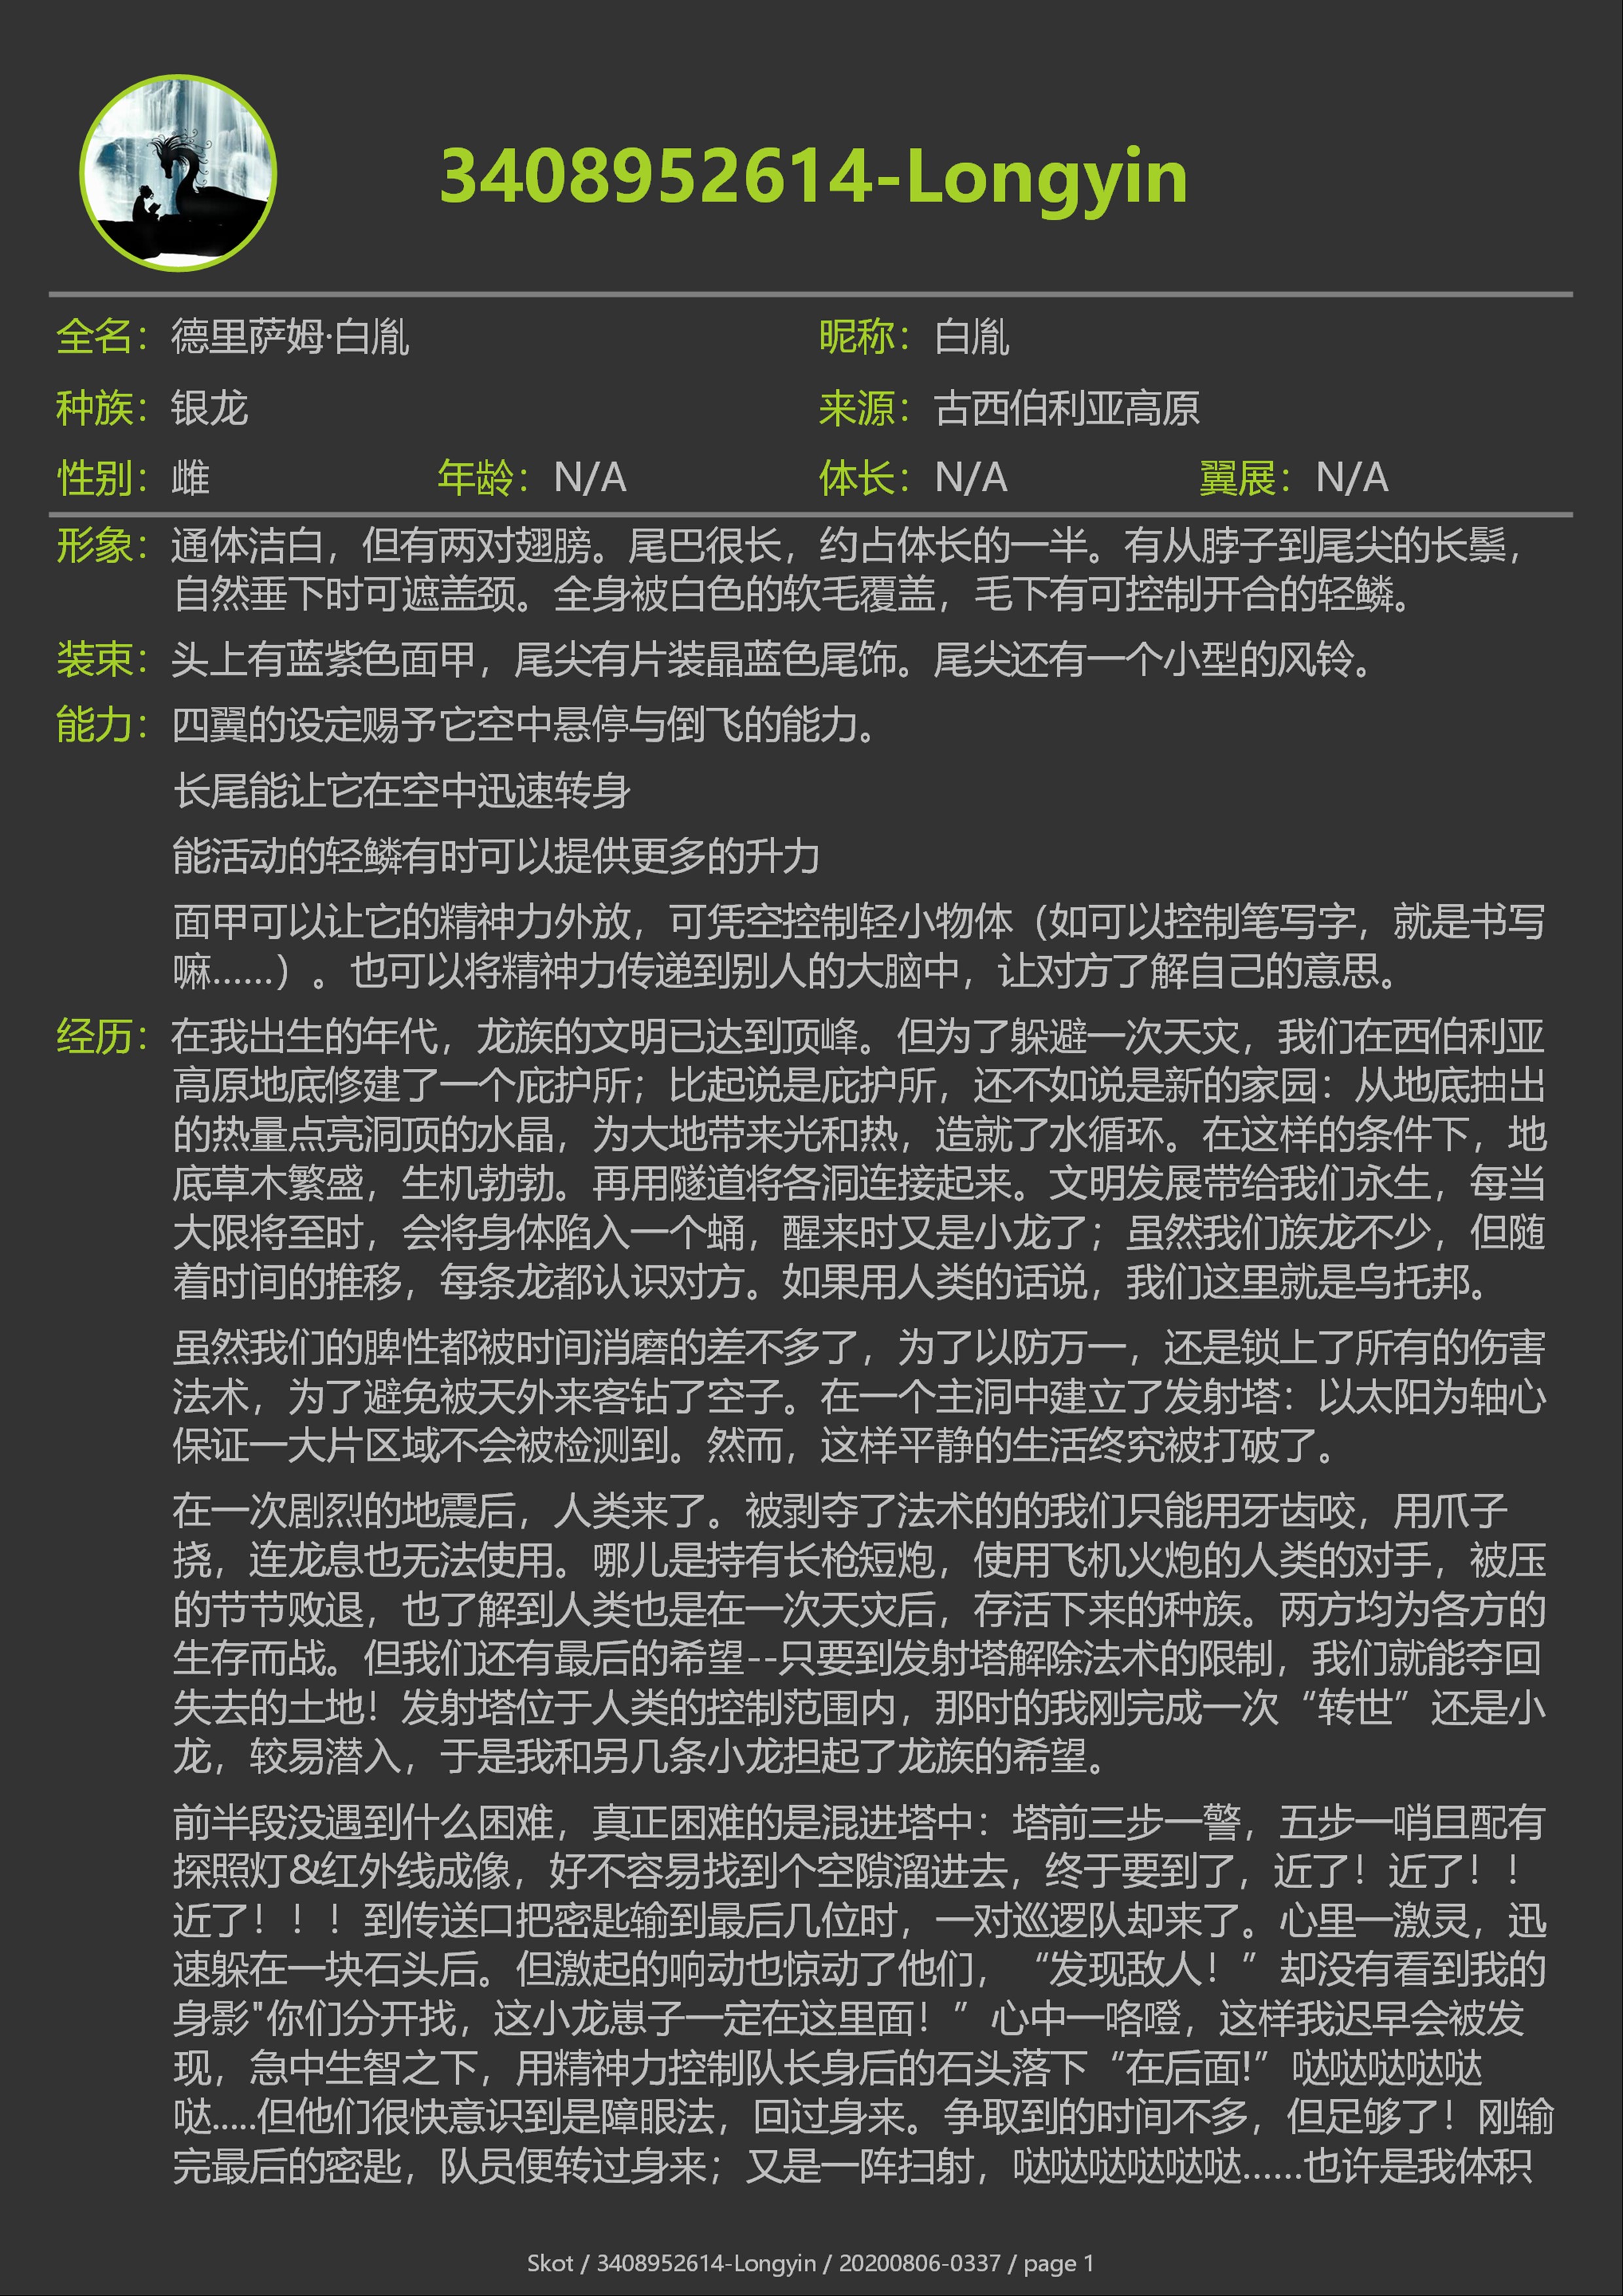 3408952614-Longyin
全名：德里萨姆·白胤 昵称：白胤
种族：银龙 来源：古西伯利亚高原
性别：雌 年龄：N/A 体长：N/A 翼展：N/A
形象：通体洁白，但有两对翅膀。尾巴很长，约占体长的一半。有从脖子到尾尖的长鬃，
自然垂下时可遮盖颈。全身被白色的软毛覆盖，毛下有可控制开合的轻鳞。
装束：头上有蓝紫色面甲，尾尖有片装晶蓝色尾饰。尾尖还有一个小型的风铃。
能力：四翼的设定赐予它空中悬停与倒飞的能力。
长尾能让它在空中迅速转身
能活动的轻鳞有时可以提供更多的升力
面甲可以让它的精神力外放，可凭空控制轻小物体（如可以控制笔写字，就是书写
嘛......）。也可以将精神力传递到别人的大脑中，让对方了解自己的意思。
经历：在我出生的年代，龙族的文明已达到顶峰。但为了躲避一次天灾，我们在西伯利亚
高原地底修建了一个庇护所；比起说是庇护所，还不如说是新的家园：从地底抽出
的热量点亮洞顶的水晶，为大地带来光和热，造就了水循环。在这样的条件下，地
底草木繁盛，生机勃勃。再用隧道将各洞连接起来。文明发展带给我们永生，每当
大限将至时，会将身体陷入一个蛹，醒来时又是小龙了；虽然我们族龙不少，但随
着时间的推移，每条龙都认识对方。如果用人类的话说，我们这里就是乌托邦。
虽然我们的脾性都被时间消磨的差不多了，为了以防万一，还是锁上了所有的伤害
法术，为了避免被天外来客钻了空子。在一个主洞中建立了发射塔：以太阳为轴心
保证一大片区域不会被检测到。然而，这样平静的生活终究被打破了。
在一次剧烈的地震后，人类来了。被剥夺了法术的的我们只能用牙齿咬，用爪子
挠，连龙息也无法使用。哪儿是持有长枪短炮，使用飞机火炮的人类的对手，被压
的节节败退，也了解到人类也是在一次天灾后，存活下来的种族。两方均为各方的
生存而战。但我们还有最后的希望--只要到发射塔解除法术的限制，我们就能夺回
失去的土地！发射塔位于人类的控制范围内，那时的我刚完成一次“转世”还是小
龙，较易潜入，于是我和另几条小龙担起了龙族的希望。
前半段没遇到什么困难，真正困难的是混进塔中：塔前三步一警，五步一哨且配有
探照灯&红外线成像，好不容易找到个空隙溜进去，终于要到了，近了！近了！！
近了！！！到传送口把密匙输到最后几位时，一对巡逻队却来了。心里一激灵，迅
速躲在一块石头后。但激起的响动也惊动了他们，“发现敌人！”却没有看到我的
身影"你们分开找，这小龙崽子一定在这里面！”心中一咯噔，这样我迟早会被发
现，急中生智之下，用精神力控制队长身后的石头落下“在后面!”哒哒哒哒哒
哒.....但他们很快意识到是障眼法，回过身来。争取到的时间不多，但足够了！刚输
完最后的密匙，队员便转过身来；又是一阵扫射，哒哒哒哒哒哒......也许是我体积
Skot / 3408952614-Longyin / 20200806-0337 / page 1